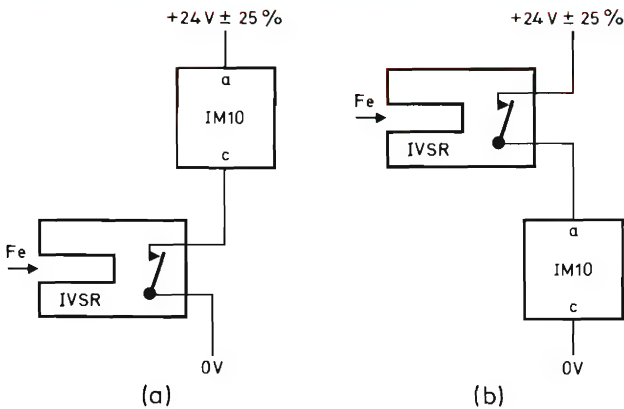 +24 V ± 25 %
a
IM10
c
Fe
IVSR
0V
(a)
+24 V ± 25 %
Fe
IVSR
a
IM10
c
0V
(b)